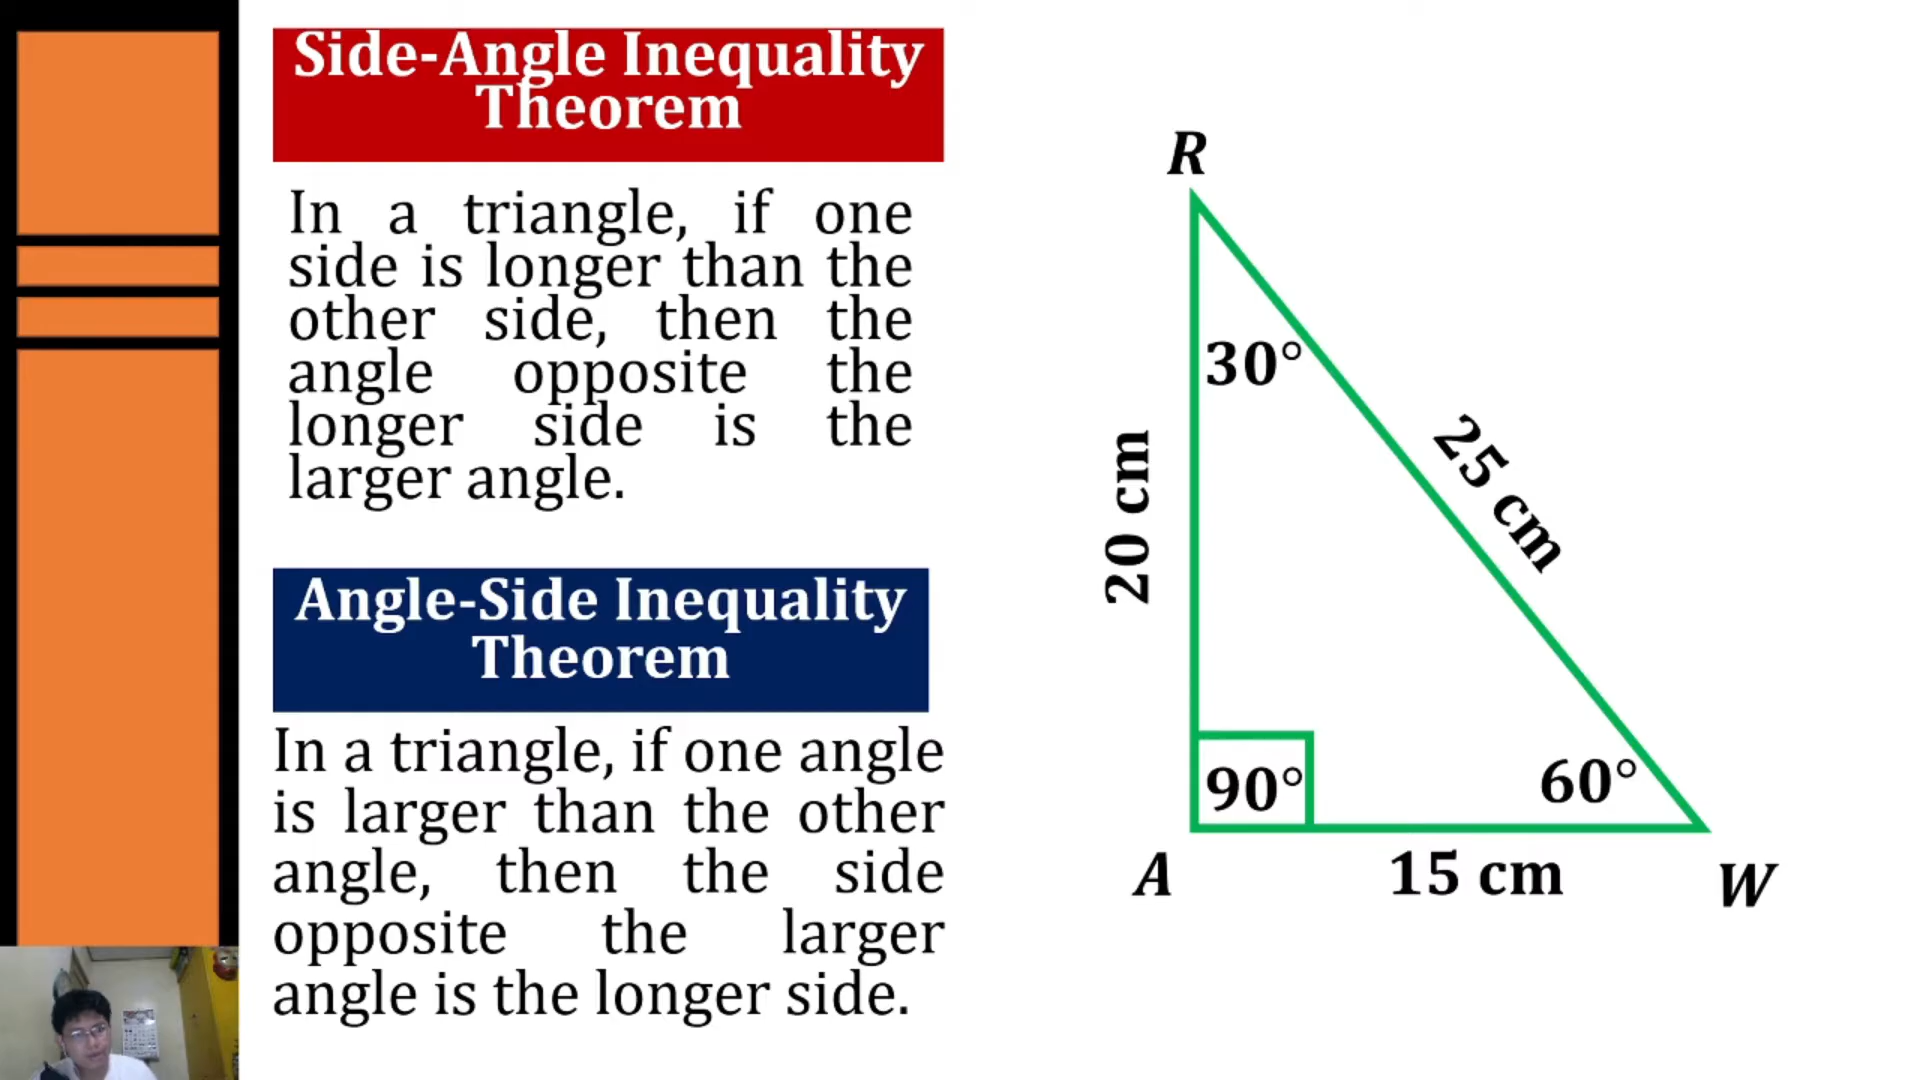 Side-Angle Inequality
Theorem
In a triangle, if one
side is longer than the
other side, then the
angle opposite the
longer side is the
larger angle.
Angle-Side Inequality
Theorem
In a triangle, if one angle
is larger than the other
angle, then the side
opposite the larger
angle is the longer side.
R
30°
20 cm
25 cm
90°
60°
A
15 cm
W